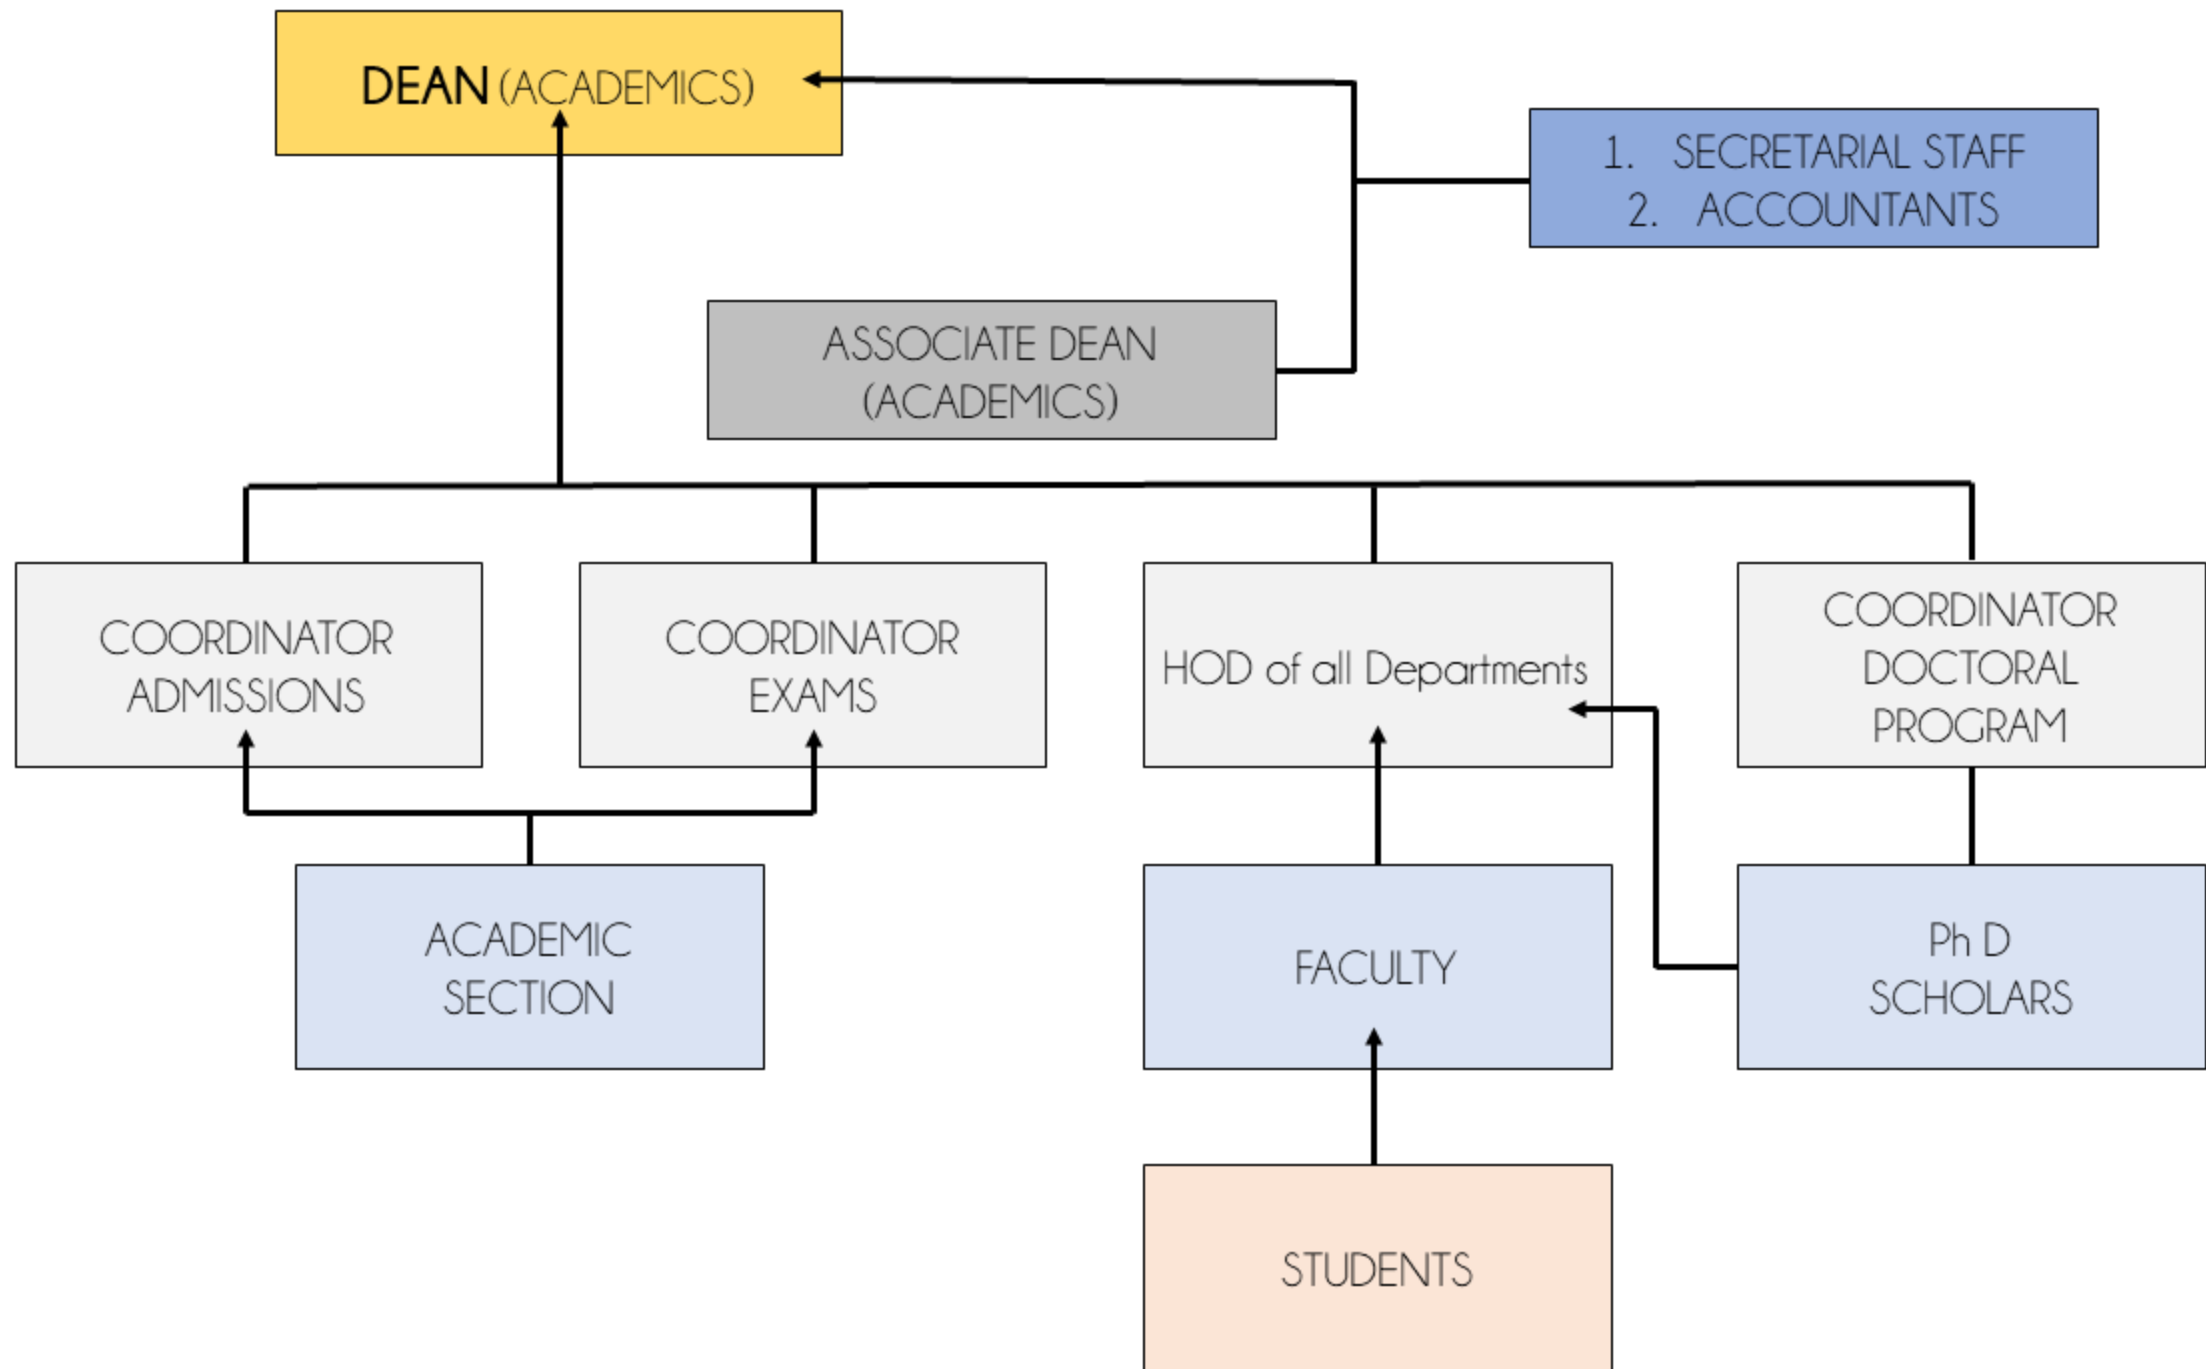 DEAN (ACADEMICS)
1. SECRETARIAL STAFF
2. ACCOUNTANTS
ASSOCIATE DEAN
(ACADEMICS)
COORDINATOR
ADMISSIONS
COORDINATOR
EXAMS
HOD of all Departments
COORDINATOR
DOCTORAL
PROGRAM
ACADEMIC
SECTION
FACULTY
Ph D
SCHOLARS
STUDENTS